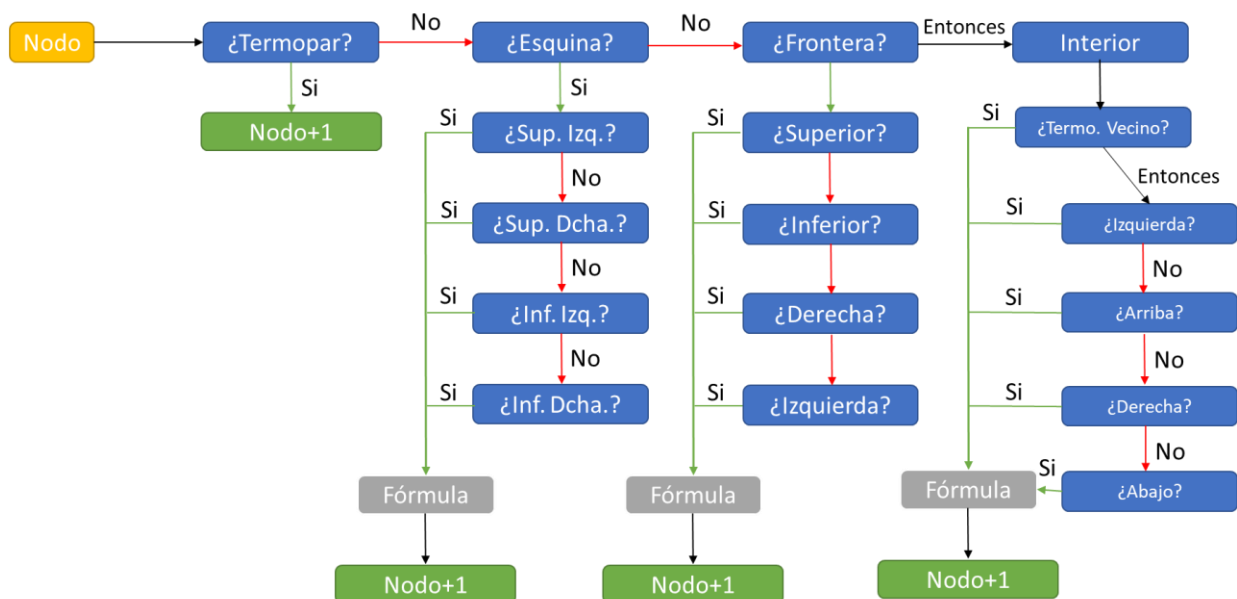 Nodo
¿Termopar?
No
¿Esquina?
No
¿Frontera?
Entonces
Interior
Si
Nodo+1
Si
Si
¿Sup. Izq.?
No
Si
¿Sup. Dcha.?
No
Si
¿Inf. Izq.?
No
Si
¿Inf. Dcha.?
Fórmula
Nodo+1
Si
¿Superior?
Si
¿Inferior?
Si
¿Derecha?
Si
¿Izquierda?
Fórmula
Nodo+1
Si
¿Termo. Vecino?
Entonces
Si
¿Izquierda?
No
Si
¿Arriba?
No
Si
¿Derecha?
No
Si
¿Abajo?
Fórmula
Nodo+1